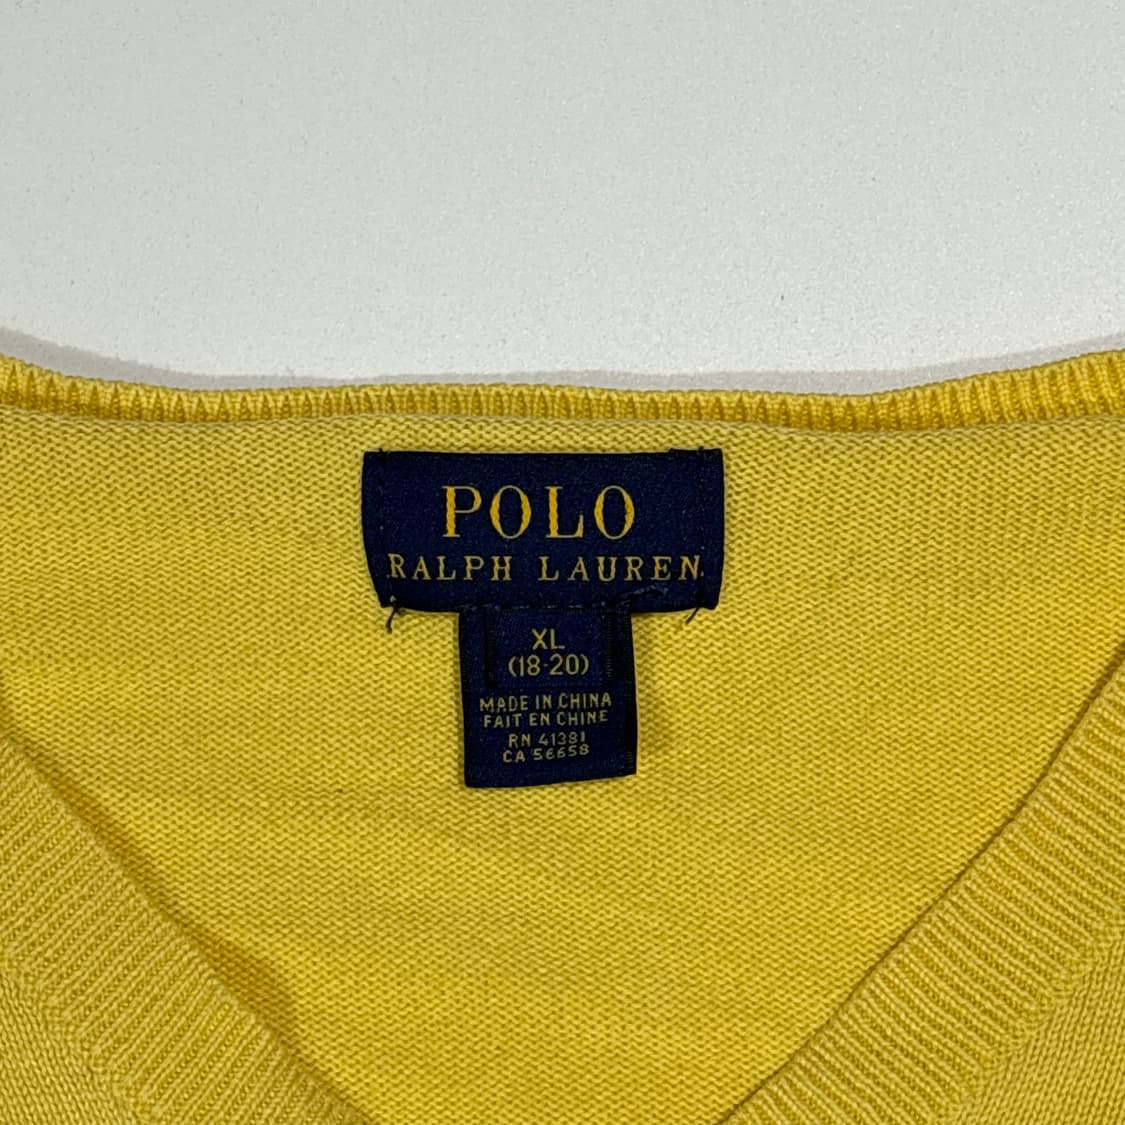 POLO
RALPH LAUREN
XL
(18-20)
MADE IN CHINA
FAIT EN CHINE
RN 41381
CA 56658